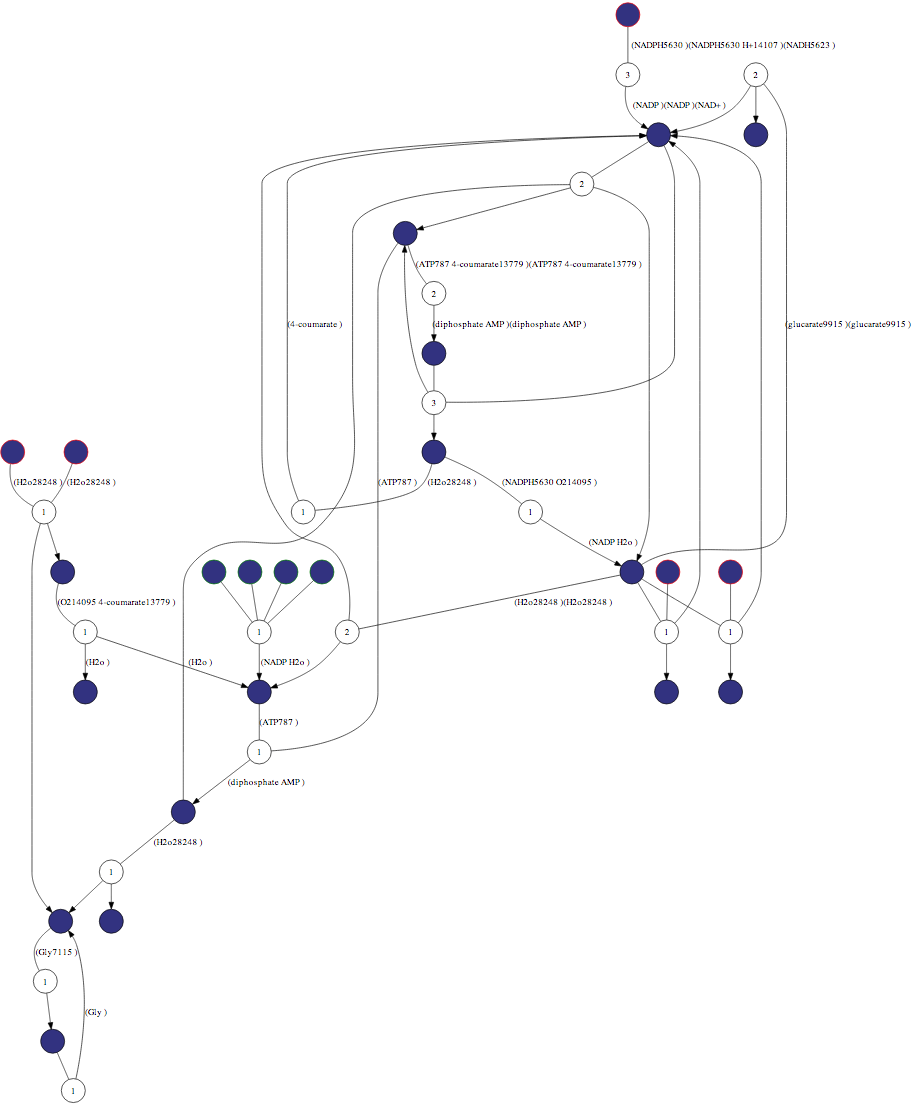 (NADPH5630 )(NADPH5630 H+14107 )(NADH5623 )
3
2
(NADP )(NADP )(NAD+ )
2
(ATP787 4-coumarate13779 )(ATP787 4-coumarate13779 )
2
(4-coumarate )
(diphosphate AMP )(diphosphate AMP )
(glucarate9915 )(glucarate9915 )
3
(H2o28248 )
(H2o28248 )
(ATP787 )
(H2o28248 )
(NADPH5630 O214095 )
1
1
1
(NADP H2o )
(O214095 4-coumarate13779 )
(H2o28248 )(H2o28248 )
1
1
2
1
1
(H2o )
(H2o )
(NADP H2o )
(ATP787 )
1
(diphosphate AMP )
(H2o28248 )
1
(Gly7115 )
1
(Gly )
1